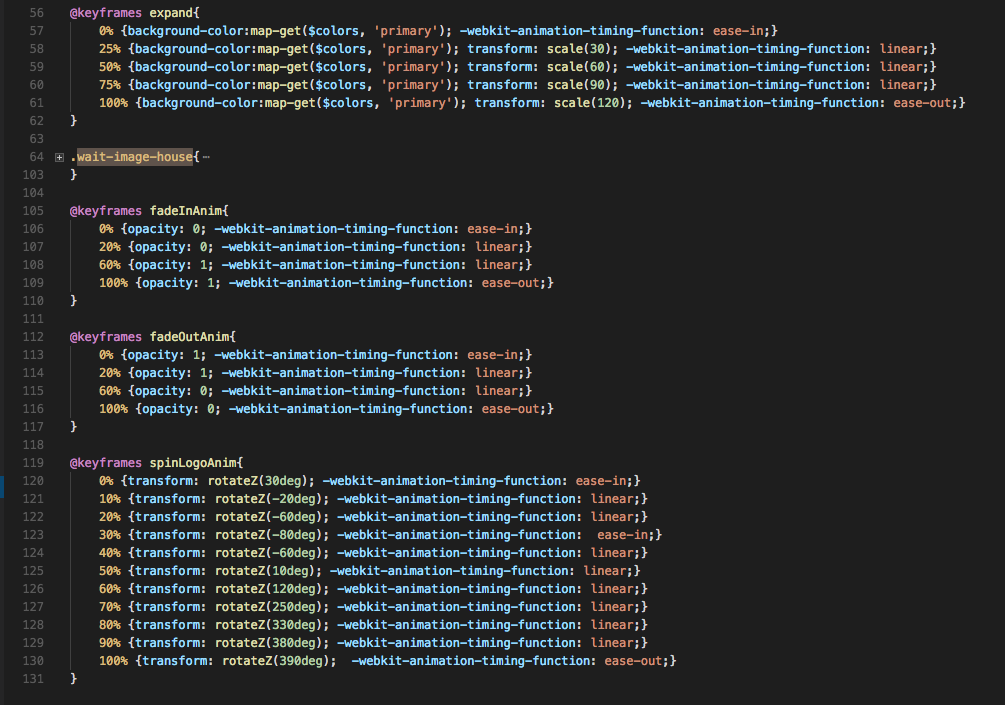 56 @keyframes expand{
57 0% {background-color:map-get($colors, 'primary'); -webkit-animation-timing-function: ease-in;}
58 25% {background-color:map-get($colors, 'primary'); transform: scale(30); -webkit-animation-timing-function: linear;}
59 50% {background-color:map-get($colors, 'primary'); transform: scale(60); -webkit-animation-timing-function: linear;}
60 75% {background-color:map-get($colors, 'primary'); transform: scale(90); -webkit-animation-timing-function: linear;}
61 100% {background-color:map-get($colors, 'primary'); transform: scale(120); -webkit-animation-timing-function: ease-out;}
62 }
63
64 .wait-image-house{⋯
103 }
104
105 @keyframes fadeInAnim{
106 0% {opacity: 0; -webkit-animation-timing-function: ease-in;}
107 20% {opacity: 0; -webkit-animation-timing-function: linear;}
108 60% {opacity: 1; -webkit-animation-timing-function: linear;}
109 100% {opacity: 1; -webkit-animation-timing-function: ease-out;}
110 }
111
112 @keyframes fadeOutAnim{
113 0% {opacity: 1; -webkit-animation-timing-function: ease-in;}
114 20% {opacity: 1; -webkit-animation-timing-function: linear;}
115 60% {opacity: 0; -webkit-animation-timing-function: linear;}
116 100% {opacity: 0; -webkit-animation-timing-function: ease-out;}
117 }
118
119 @keyframes spinLogoAnim{
120 0% {transform: rotateZ(30deg); -webkit-animation-timing-function: ease-in;}
121 10% {transform: rotateZ(-20deg); -webkit-animation-timing-function: linear;}
122 20% {transform: rotateZ(-60deg); -webkit-animation-timing-function: linear;}
123 30% {transform: rotateZ(-80deg); -webkit-animation-timing-function:  ease-in;}
124 40% {transform: rotateZ(-60deg); -webkit-animation-timing-function: linear;}
125 50% {transform: rotateZ(10deg); -webkit-animation-timing-function: linear;}
126 60% {transform: rotateZ(120deg); -webkit-animation-timing-function: linear;}
127 70% {transform: rotateZ(250deg); -webkit-animation-timing-function: linear;}
128 80% {transform: rotateZ(330deg); -webkit-animation-timing-function: linear;}
129 90% {transform: rotateZ(380deg); -webkit-animation-timing-function: linear;}
130 100% {transform: rotateZ(390deg);  -webkit-animation-timing-function: ease-out;}
131 }